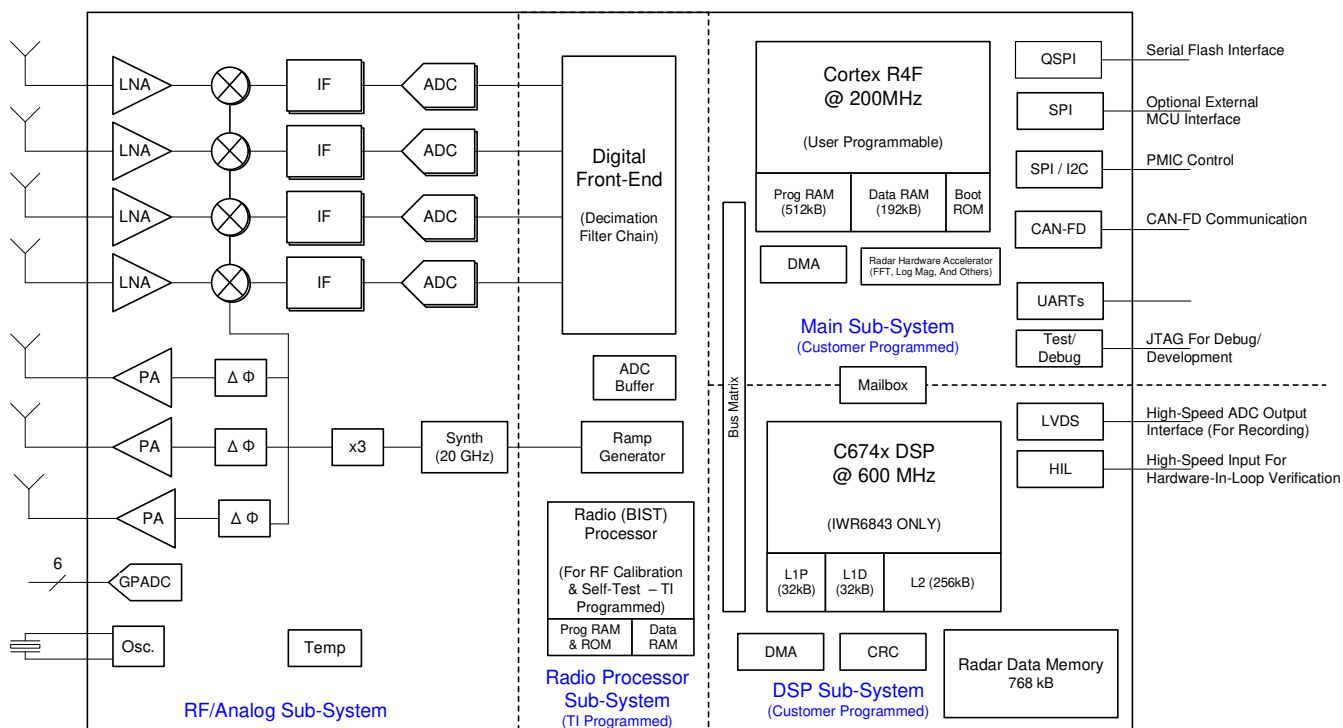 LNA
IF
ADC
LNA
IF
ADC
LNA
IF
ADC
LNA
IF
ADC
PA
Δ Φ
PA
Δ Φ
x3
Synth
(20 GHz)
PA
Δ Φ
6
GPADC
Osc.
Temp
RF/Analog Sub-System
Digital
Front-End
(Decimation
Filter Chain)
ADC
Buffer
Ramp
Generator
Radio (BIST)
Processor
(For RF Calibration
& Self-Test – TI
Programmed)
Prog RAM
& ROM
Data
RAM
Radio Processor
Sub-System
(TI Programmed)
Cortex R4F
@ 200MHz
(User Programmable)
Prog RAM
(512kB)
Data RAM
(192kB)
Boot
ROM
DMA
Radar Hardware Accelerator
(FFT, Log Mag, And Others)
Main Sub-System
(Customer Programmed)
Bus Matrix
Mailbox
C674x DSP
@ 600 MHz
(IWR6843 ONLY)
L1P
(32kB)
L1D
(32kB)
L2 (256kB)
DMA
CRC
DSP Sub-System
(Customer Programmed)
Radar Data Memory
768 kB
QSPI
Serial Flash Interface
SPI
Optional External
MCU Interface
SPI / I2C
PMIC Control
CAN-FD
CAN-FD Communication
UARTs
Test/
Debug
JTAG For Debug/
Development
LVDS
High-Speed ADC Output
Interface (For Recording)
HIL
High-Speed Input For
Hardware-In-Loop Verification